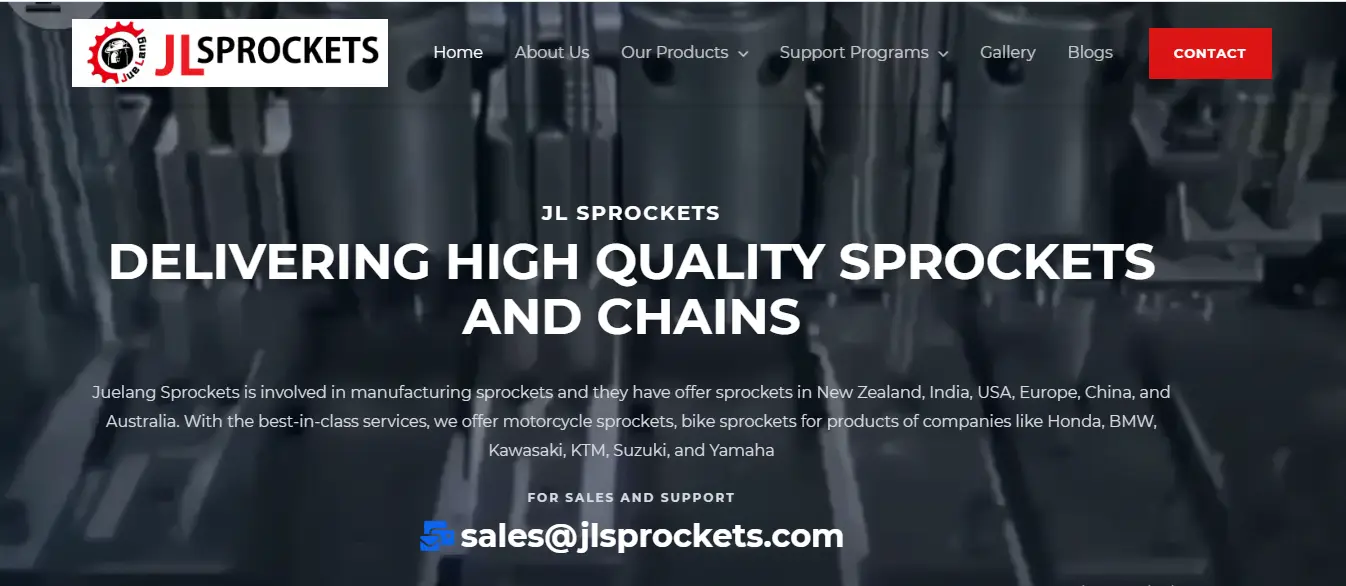 JueLang
JLSPROCKETS
Home About Us Our Products Support Programs Gallery Blogs CONTACT
JL SPROCKETS
DELIVERING HIGH QUALITY SPROCKETS
AND CHAINS
Juelang Sprockets is involved in manufacturing sprockets and they have offer sprockets in New Zealand, India, USA, Europe, China, and
Australia. With the best-in-class services, we offer motorcycle sprockets, bike sprockets for products of companies like Honda, BMW,
Kawasaki, KTM, Suzuki, and Yamaha
FOR SALES AND SUPPORT
sales@jlsprockets.com